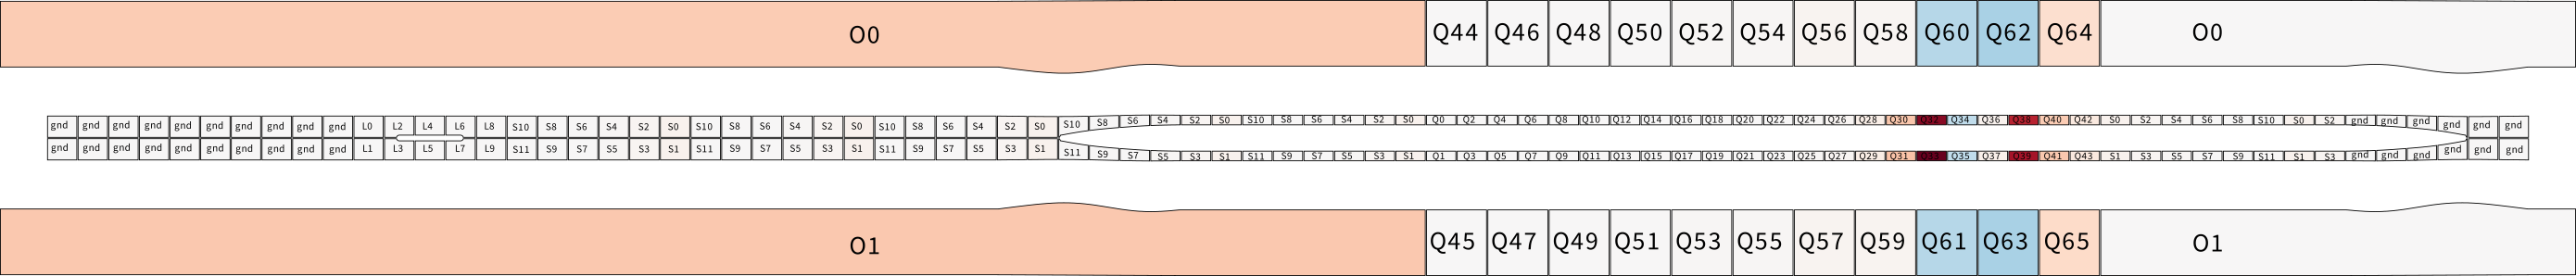 O0 Q44 Q46 Q48 Q50 Q52 Q54 Q56 Q58 Q60 Q62 Q64 O0
gnd gnd gnd gnd gnd gnd gnd gnd gnd gnd L0 L2 L4 L6 L8 S10 S8 S6 S4 S2 S0 S10 S8 S6 S4 S2 S0 S10 S8 S6 S4 S2 S0 S10 S8 S6 S4 S2 S0 S10 S8 S6 S4 S2 S0 Q0 Q2 Q4 Q6 Q8 Q10 Q12 Q14 Q16 Q18 Q20 Q22 Q24 Q26 Q28 Q30 Q32 Q34 Q36 Q38 Q40 Q42 S0 S2 S4 S6 S8 S10 S0 S2 gnd gnd gnd gnd gnd gnd
gnd gnd gnd gnd gnd gnd gnd gnd gnd gnd L1 L3 L5 L7 L9 S11 S9 S7 S5 S3 S1 S11 S9 S7 S5 S3 S1 S11 S9 S7 S5 S3 S1 S11 S9 S7 S5 S3 S1 S11 S9 S7 S5 S3 S1 Q1 Q3 Q5 Q7 Q9 Q11 Q13 Q15 Q17 Q19 Q21 Q23 Q25 Q27 Q29 Q31 Q33 Q35 Q37 Q39 Q41 Q43 S1 S3 S5 S7 S9 S11 S1 S3 gnd gnd gnd gnd gnd gnd
O1 Q45 Q47 Q49 Q51 Q53 Q55 Q57 Q59 Q61 Q63 Q65 O1